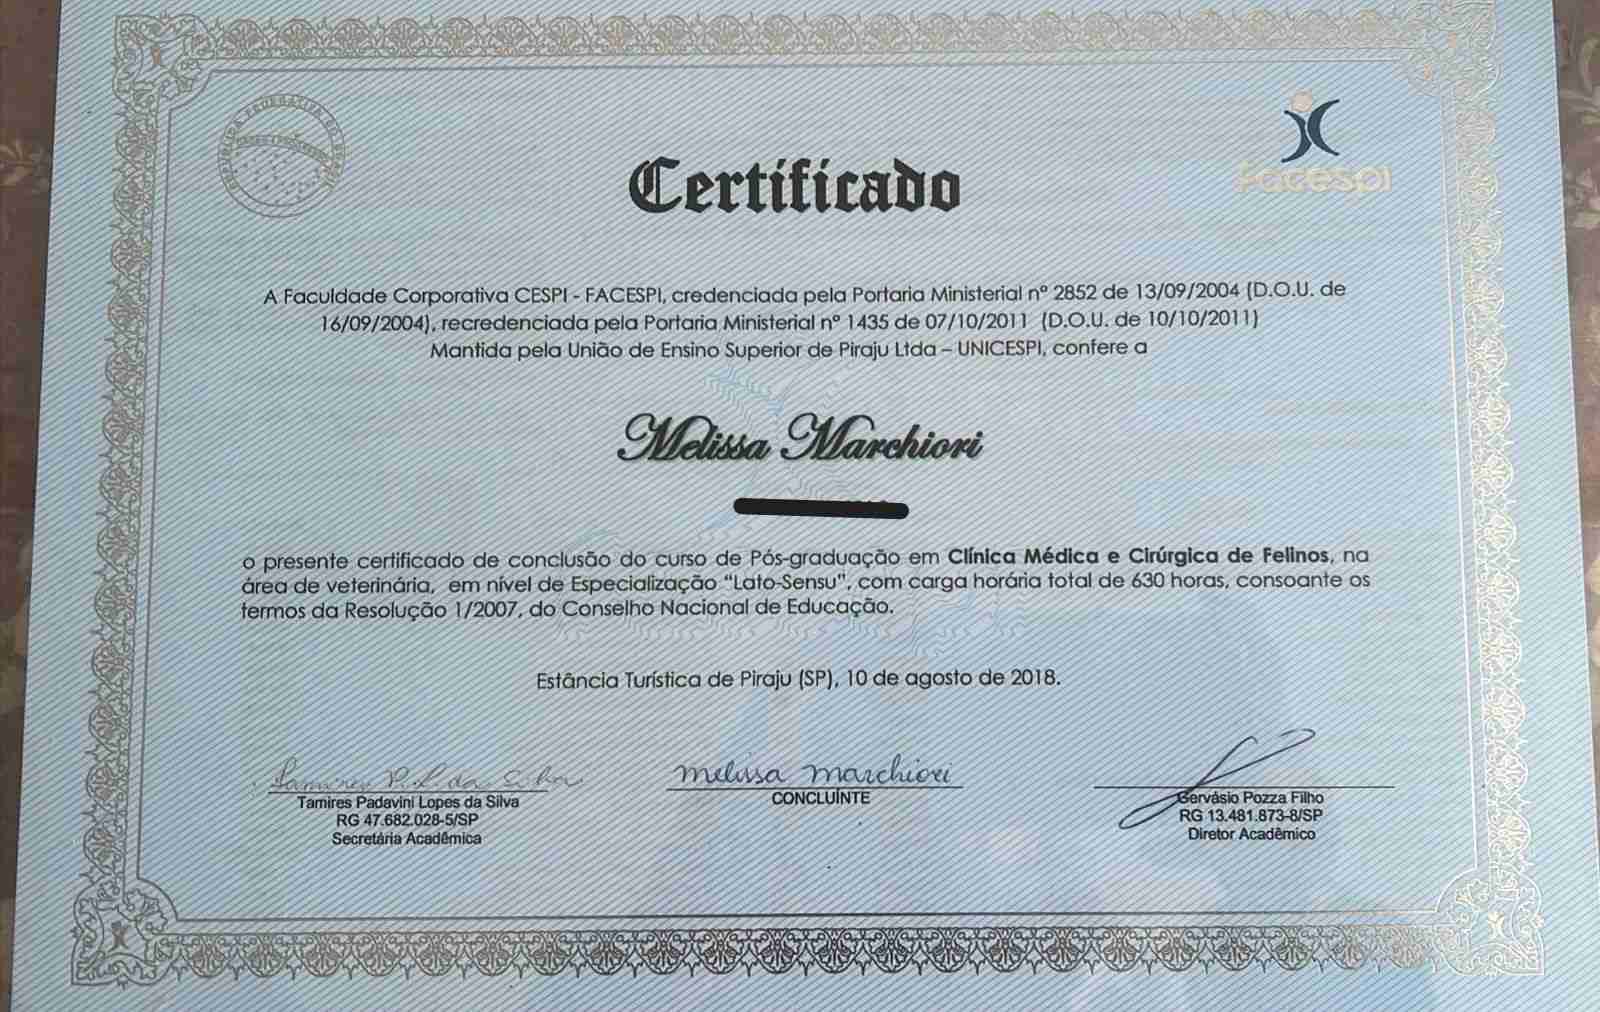 Certificado
Facespi
A Faculdade Corporativa CESPI - FACESPI, credenciada pela Portaria Ministerial nº 2852 de 13/09/2004 (D.O.U. de
16/09/2004), recredenciada pela Portaria Ministerial nº 1435 de 07/10/2011 (D.O.U. de 10/10/2011)
Mantida pela União de Ensino Superior de Piraju Ltda – UNICESPI, confere a
Melissa Marchiori
o presente certificado de conclusão do curso de Pós-graduação em Clínica Médica e Cirúrgica de Felinos, na
área de veterinária, em nível de Especialização “Lato-Sensu”, com carga horária total de 630 horas, consoante os
termos da Resolução 1/2007, do Conselho Nacional de Educação.
Estância Turística de Piraju (SP), 10 de agosto de 2018.
Tamires P. L. da Silva
Tamires Padavini Lopes da Silva
RG 47.682.028-5/SP
Secretária Acadêmica
Melissa Marchiori
CONCLUÍNTE
Gervásio Pozza Filho
RG 13.481.873-8/SP
Diretor Acadêmico